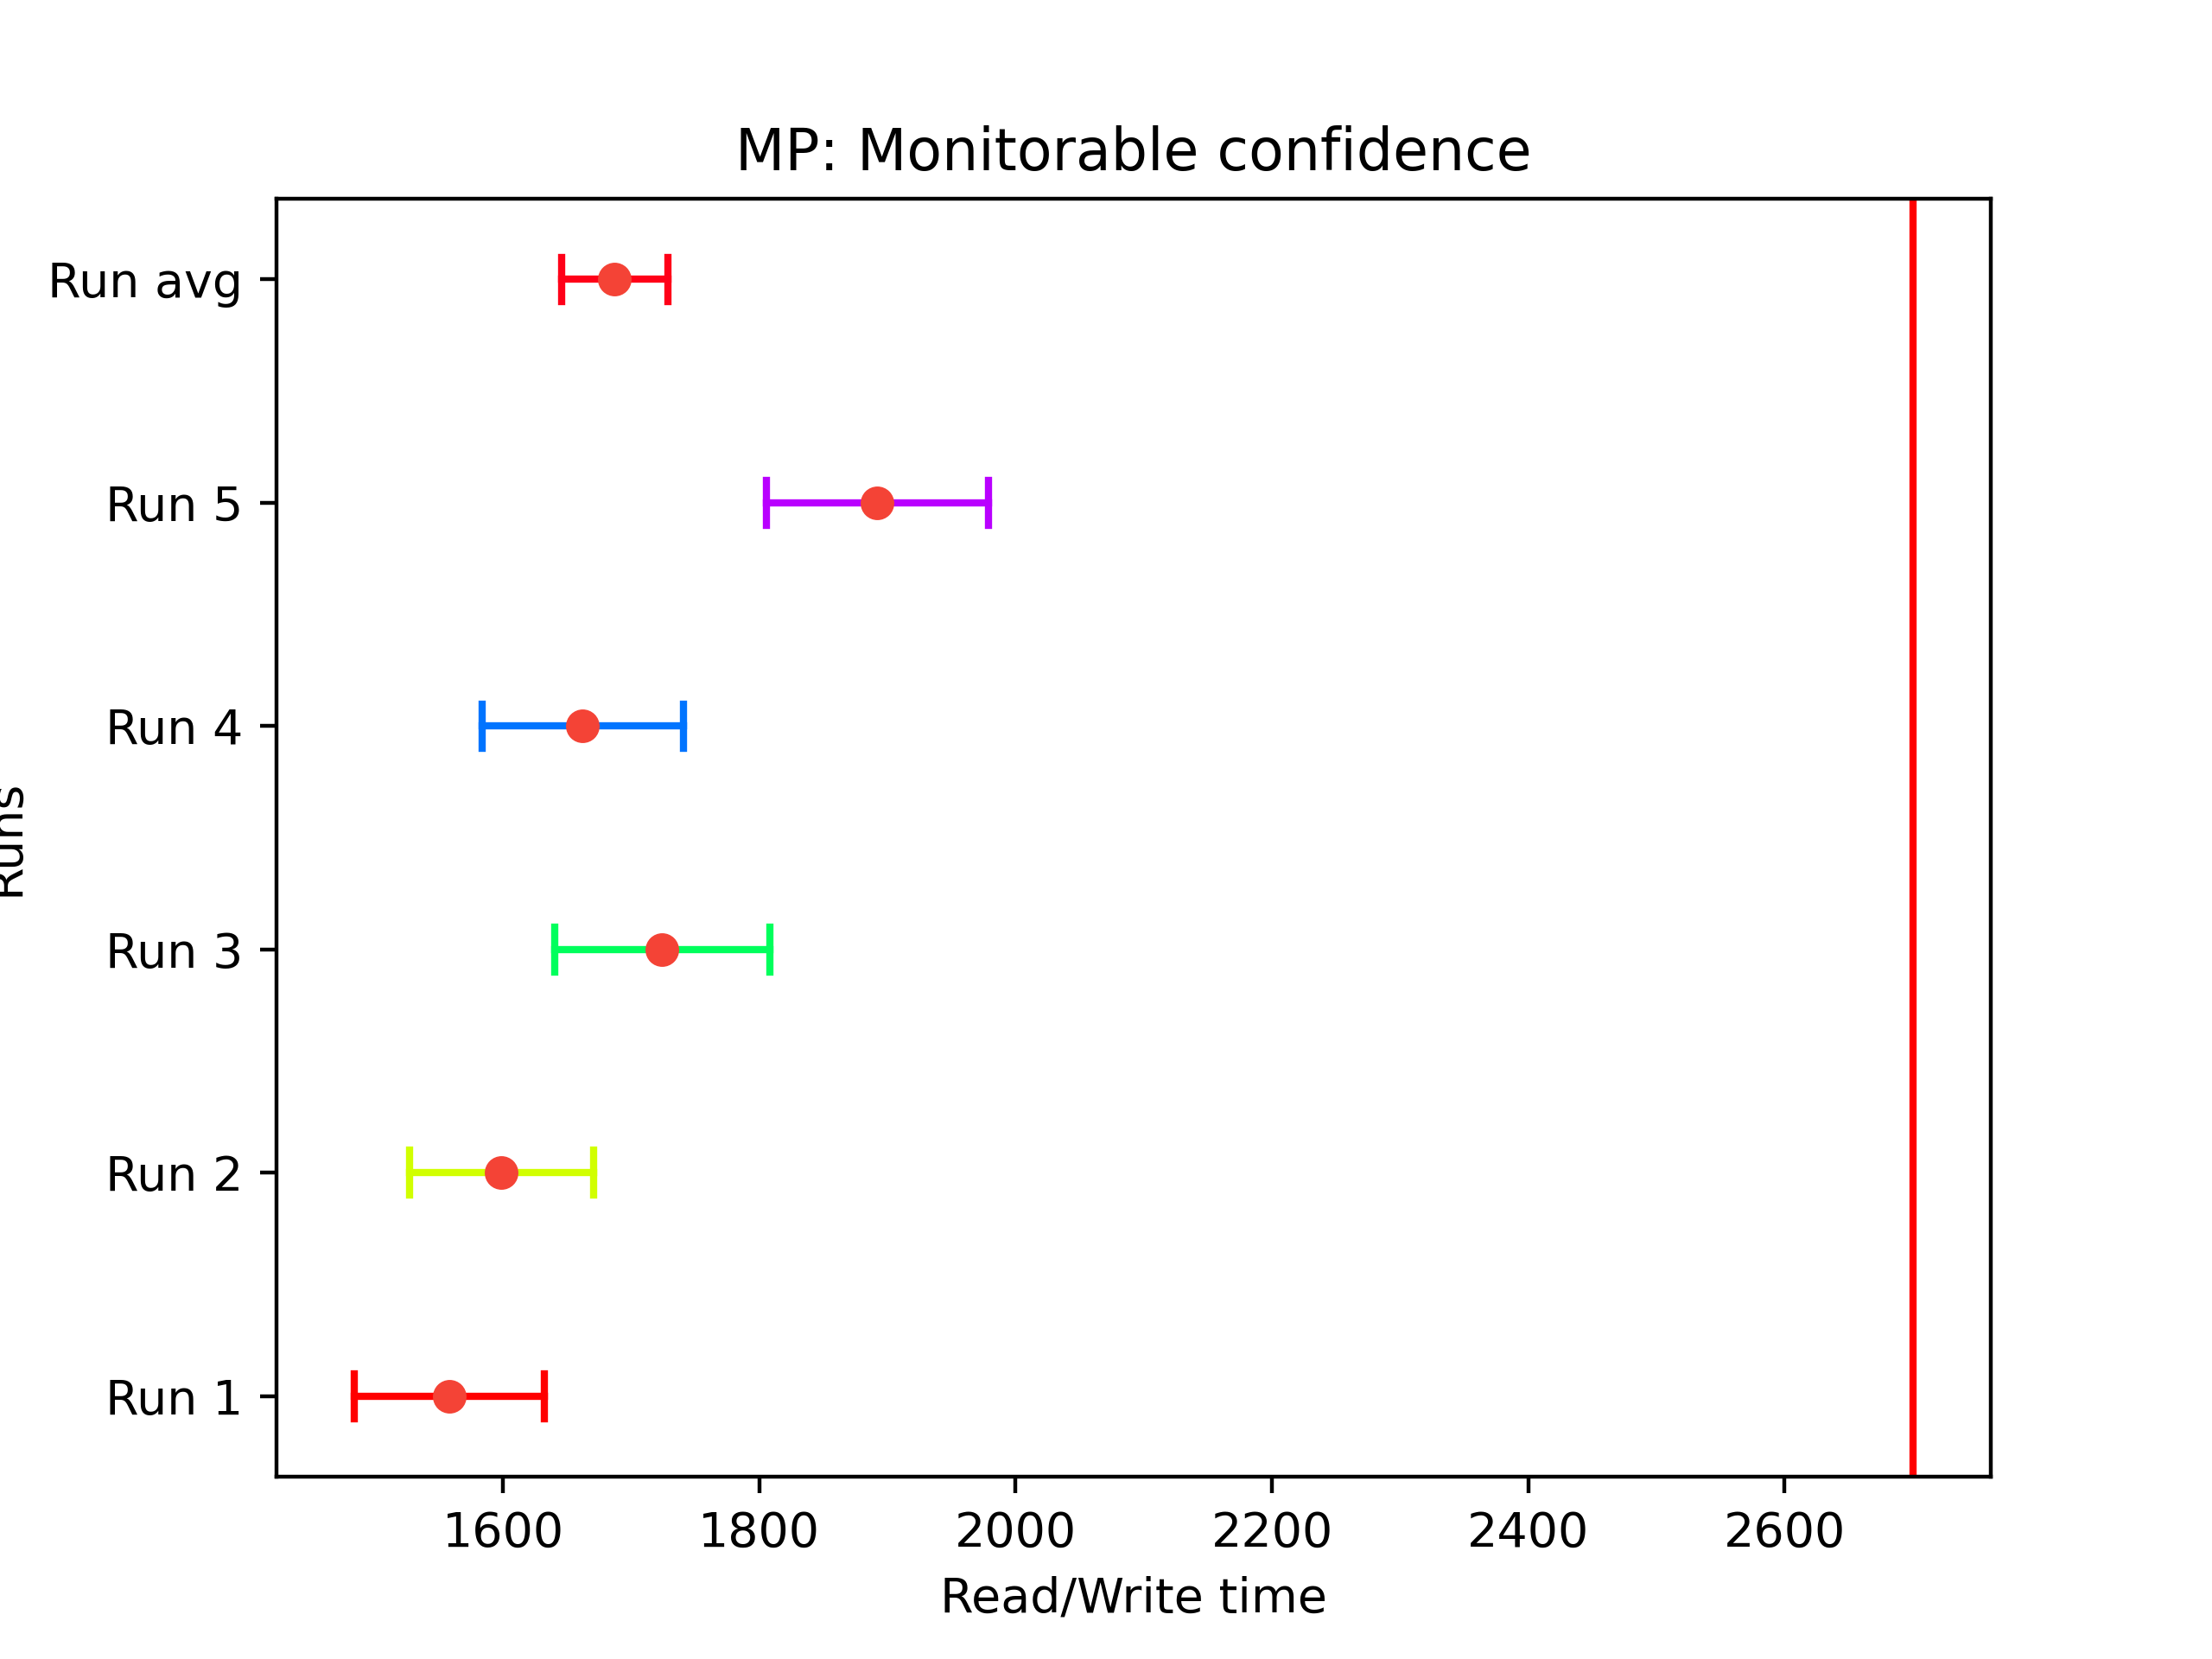 MP: Monitorable confidence
Run avg
Run 5
Run 4
Run 3
Run 2
Run 1
Runs
1600 1800 2000 2200 2400 2600
Read/Write time